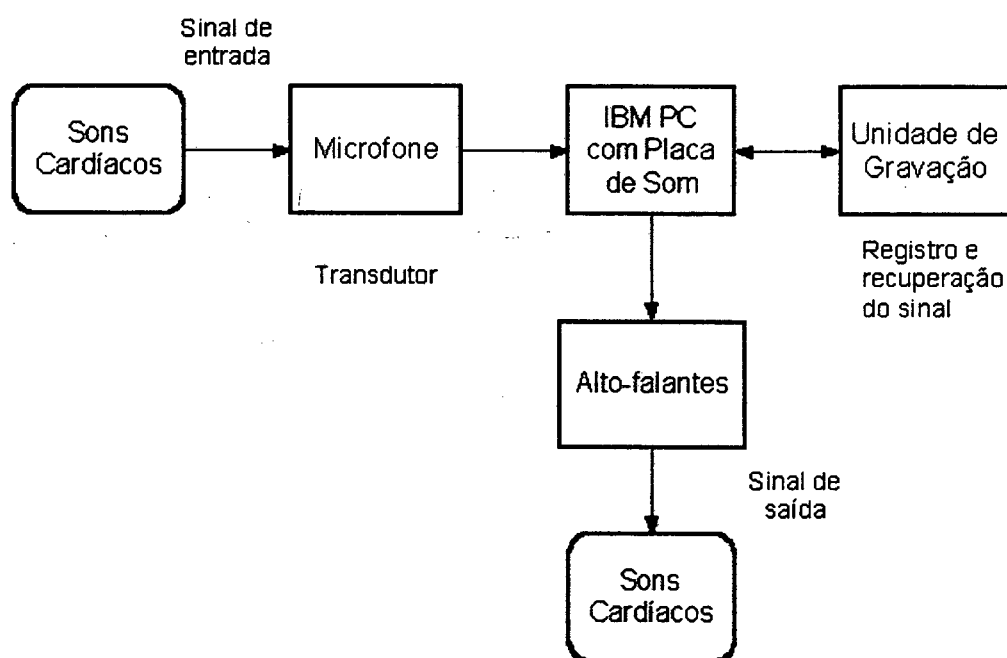 Sinal de
entrada
Sons
Cardíacos
Microfone
IBM PC
com Placa
de Som
Unidade de
Gravação
Transdutor
Registro e
recuperação
do sinal
Alto-falantes
Sinal de
saída
Sons
Cardíacos